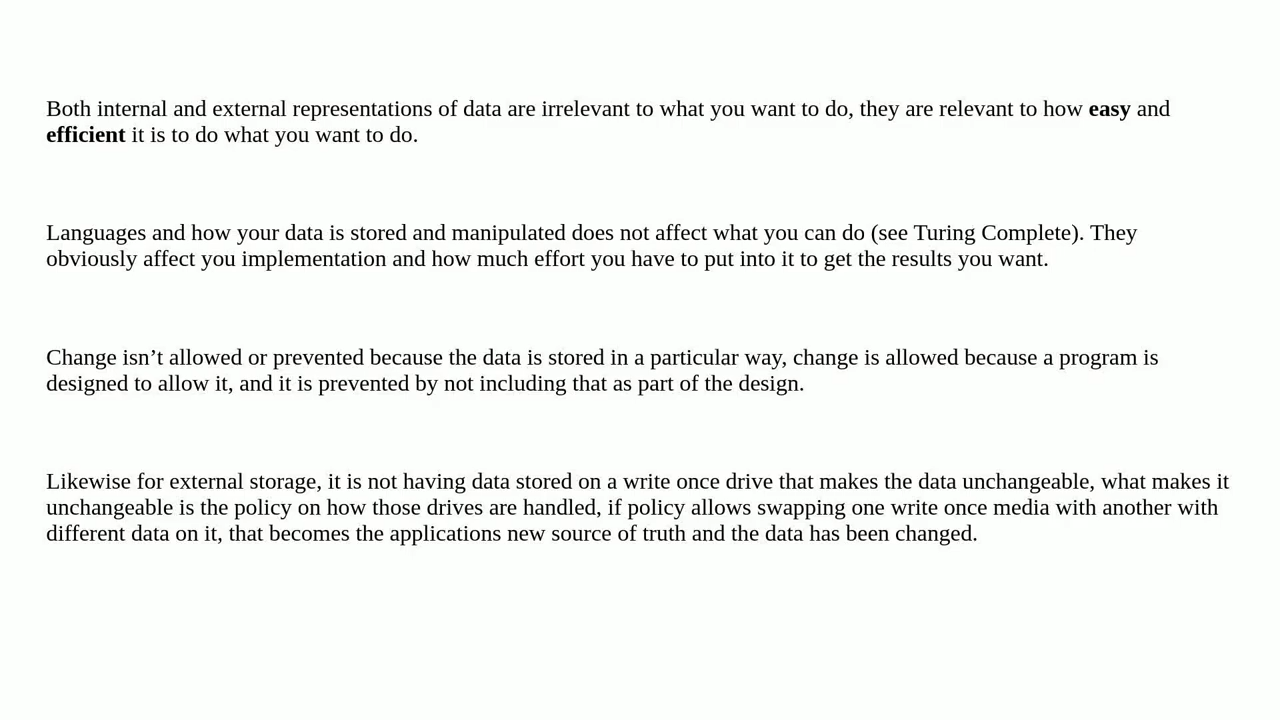 Both internal and external representations of data are irrelevant to what you want to do, they are relevant to how easy and
efficient it is to do what you want to do.
Languages and how your data is stored and manipulated does not affect what you can do (see Turing Complete). They
obviously affect you implementation and how much effort you have to put into it to get the results you want.
Change isn’t allowed or prevented because the data is stored in a particular way, change is allowed because a program is
designed to allow it, and it is prevented by not including that as part of the design.
Likewise for external storage, it is not having data stored on a write once drive that makes the data unchangeable, what makes it
unchangeable is the policy on how those drives are handled, if policy allows swapping one write once media with another with
different data on it, that becomes the applications new source of truth and the data has been changed.